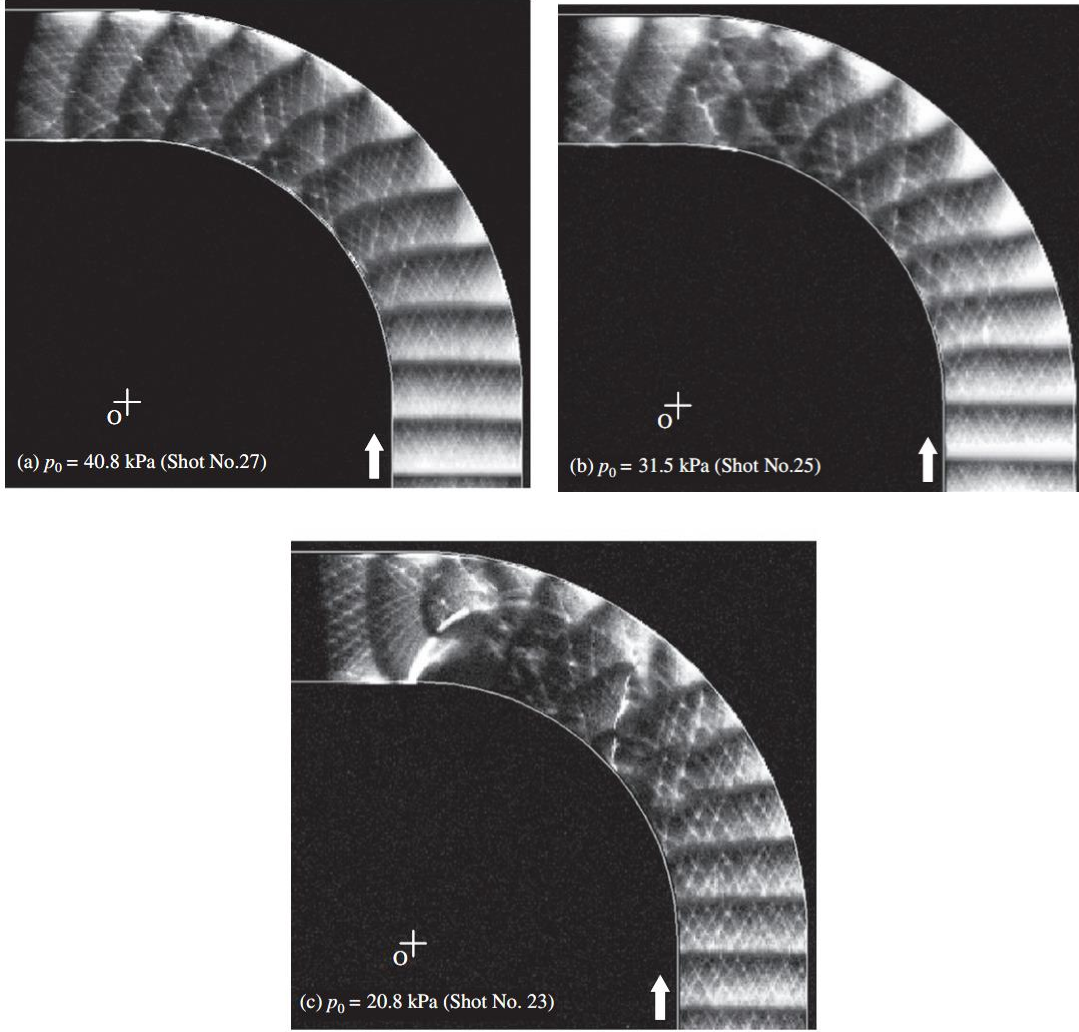 O
(a) p0 = 40.8 kPa (Shot No.27)
O
(b) p0 = 31.5 kPa (Shot No.25)
O
(c) p0 = 20.8 kPa (Shot No. 23)